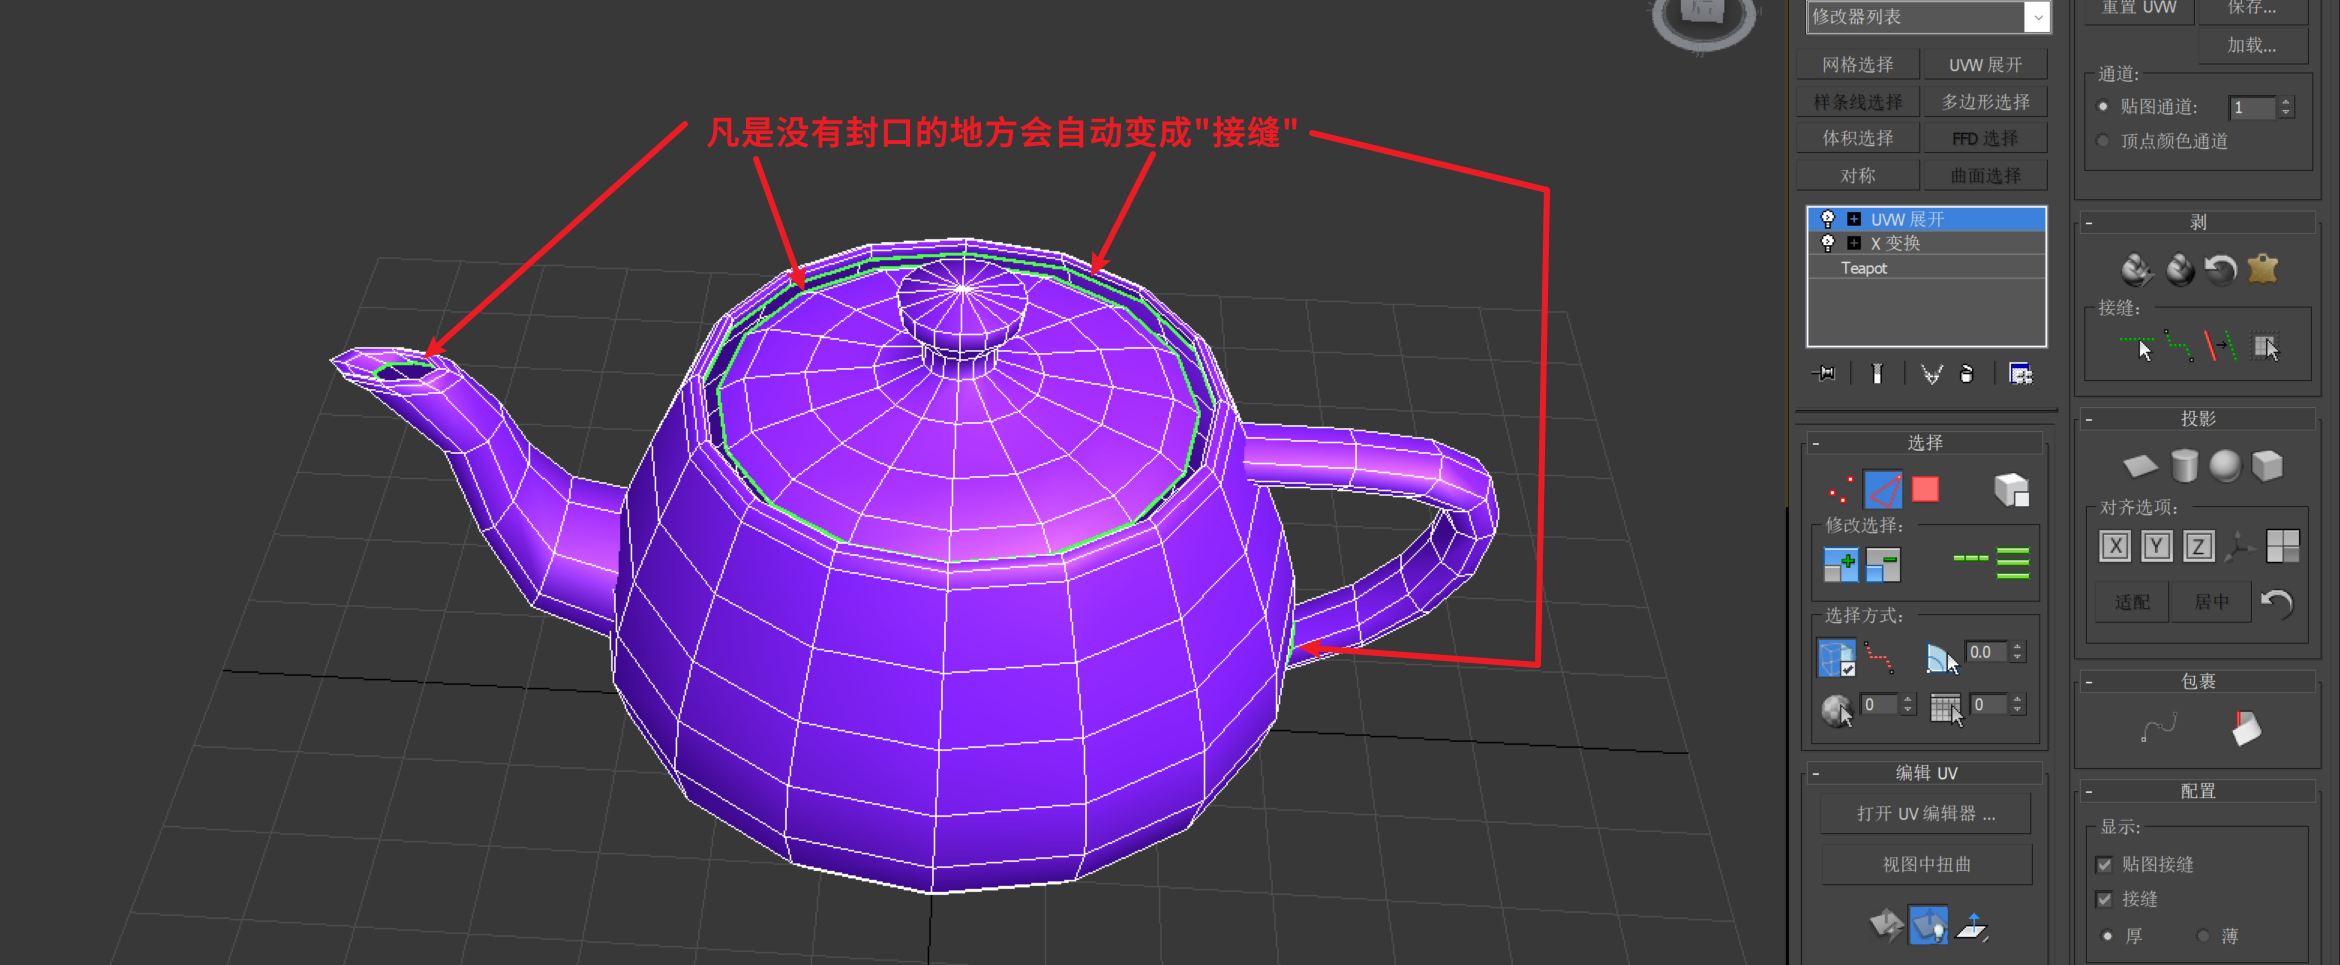 凡是没有封口的地方会自动变成"接缝"
修改器列表
网格选择
UVW 展开
样条线选择
多边形选择
体积选择
FFD 选择
对称
曲面选择
UVW 展开
X 变换
Teapot
- 选择
修改选择:
选择方式:
0.0
0
0
- 编辑 UV
打开 UV 编辑器 ...
视图中扭曲
重置 UVW
保存...
加载...
通道:
贴图通道: 1
顶点颜色通道
- 剥
接缝:
- 投影
对齐选项:
X Y Z
适配
居中
- 包裹
- 配置
显示:
贴图接缝
接缝
厚
薄